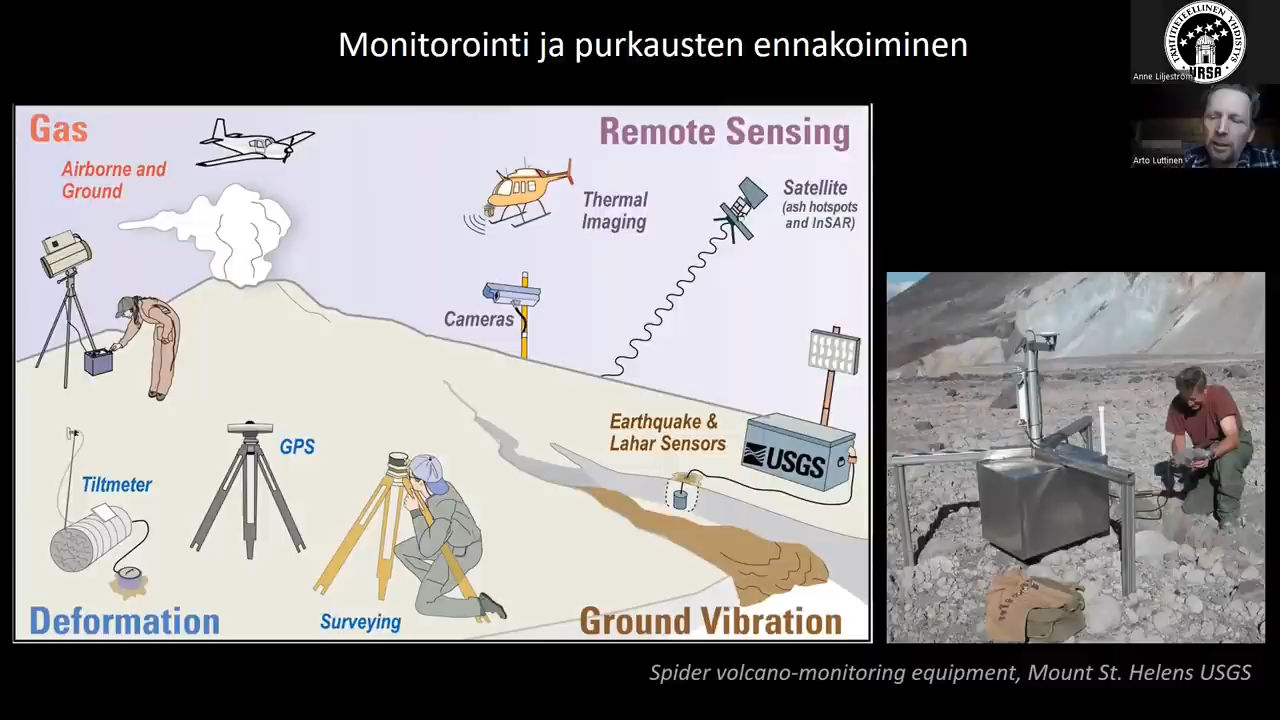 Monitorointi ja purkausten ennakoiminen
TÄHTITIETEELLINEN YHDISTYS
URSA
Anne Liljeström
Arto Luttinen
Gas
Airborne and
Ground
Remote Sensing
Thermal
Imaging
Satellite
(ash hotspots
and InSAR)
Cameras
Earthquake &
Lahar Sensors
USGS
GPS
Tiltmeter
Deformation
Surveying
Ground Vibration
Spider volcano-monitoring equipment, Mount St. Helens USGS